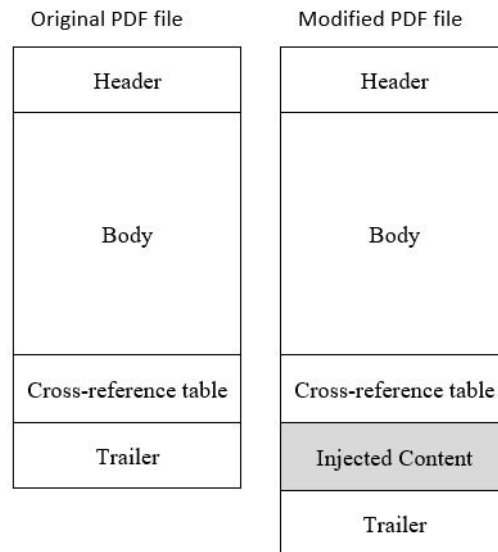 Original PDF file
Header
Body
Cross-reference table
Trailer
Modified PDF file
Header
Body
Cross-reference table
Injected Content
Trailer